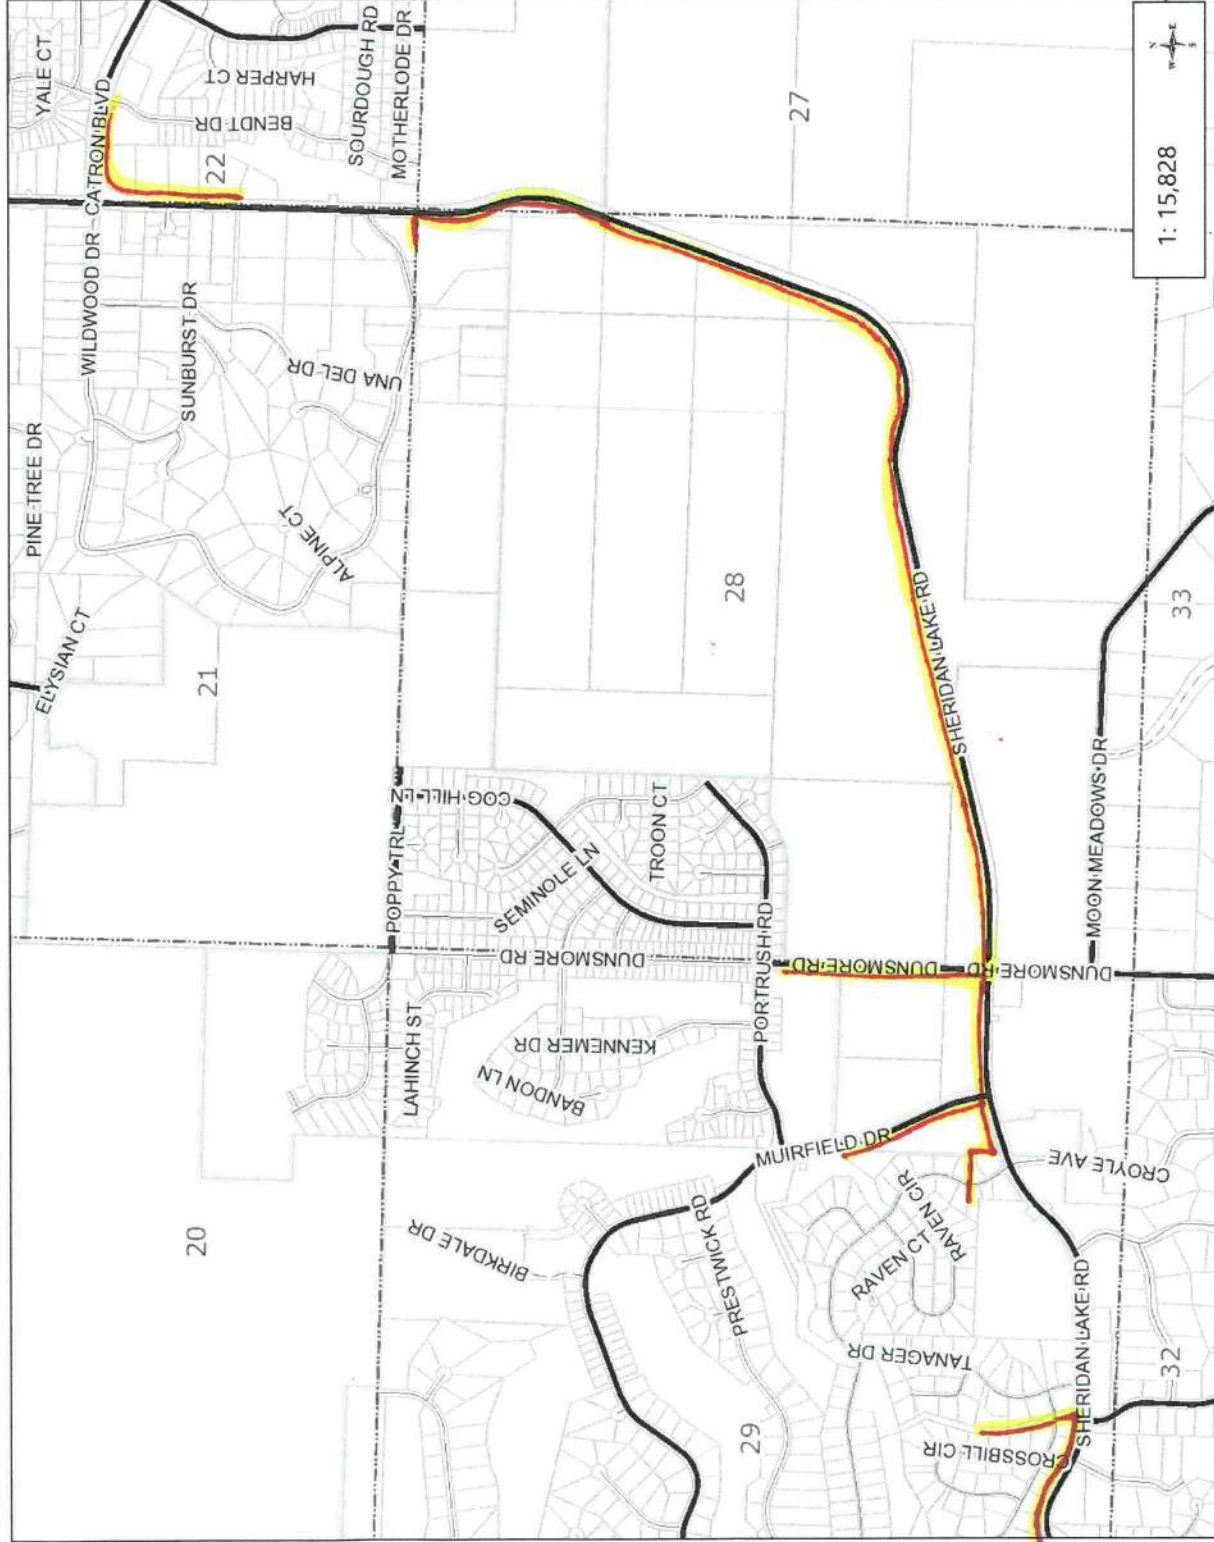 YALE CT
HARPER CT
SOURDOUGH RD
MOTHERLODE DR
BENDT DR
CATRON BLVD
22
27
WILDWOOD DR
SUNBURST DR
UNA DEL DR
PINE TREE DR
ALPINE CT
ELYSIAN CT
21
28
SHERIDAN LAKE RD
33
POPPY TRL
COG HILL LN
SEMINOLE LN
TROON CT
MOON MEADOWS DR
DUNSMORE RD
PORTRUSH RD
DUNSMORE RD
DUNSMORE RD
DUNSMORE RD
LAHINCH ST
KENNEMER DR
BANDON LN
MUIRFIELD DR
CROYLE AVE
20
BIRKDALE DR
PRESTWICK RD
RAVEN CIR
RAVEN CT
RAVEN CIR
TANAGER DR
SHERIDAN LAKE RD
32
29
CROSSBILL CIR
1: 15,828
N
W
E
S